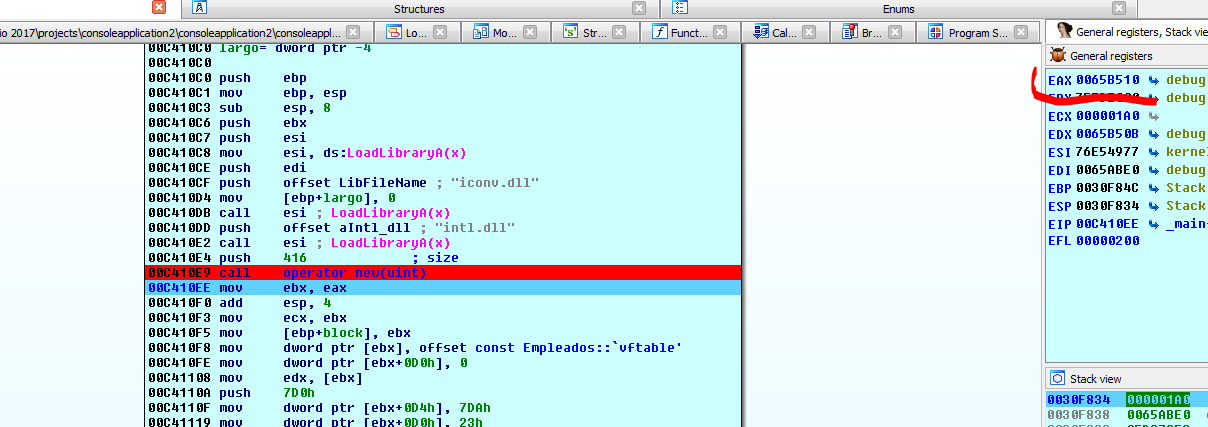 Structures
Enums
io 2017\projects\consoleapplication2\consoleapplication2\consoleappl...
Lo...
Mo...
Str...
Funct...
Cal...
Br...
Program S...
General registers, Stack vie
00C410C0 largo= dword ptr -4
00C410C0
00C410C0 push ebp
00C410C1 mov ebp, esp
00C410C3 sub esp, 8
00C410C6 push ebx
00C410C7 push esi
00C410C8 mov esi, ds:LoadLibraryA(x)
00C410CE push edi
00C410CF push offset LibFileName ; "iconv.dll"
00C410D4 mov [ebp+largo], 0
00C410DB call esi ; LoadLibraryA(x)
00C410DD push offset aIntl_dll ; "intl.dll"
00C410E2 call esi ; LoadLibraryA(x)
00C410E4 push 416 ; size
00C410E9 call operator new(uint)
00C410EE mov ebx, eax
00C410F0 add esp, 4
00C410F3 mov ecx, ebx
00C410F5 mov [ebp+block], ebx
00C410F8 mov dword ptr [ebx], offset const Empleados::`vftable'
00C410FE mov dword ptr [ebx+0D0h], 0
00C41108 mov edx, [ebx]
00C4110A push 7D0h
00C4110F mov dword ptr [ebx+0D4h], 7DAh
00C41119 mov dword ptr [ebx+0D0h], 23h
General registers
EAX 0065B510 debug
debug
ECX 000001A0
EDX 0065B50B debug
ESI 76E54977 kernel
EDI 0065ABE0 debug
EBP 0030F84C Stack
ESP 0030F834 Stack
EIP 00C410EE _main
EFL 00000200
Stack view
0030F834 000001A0
0030F838 0065ABE0